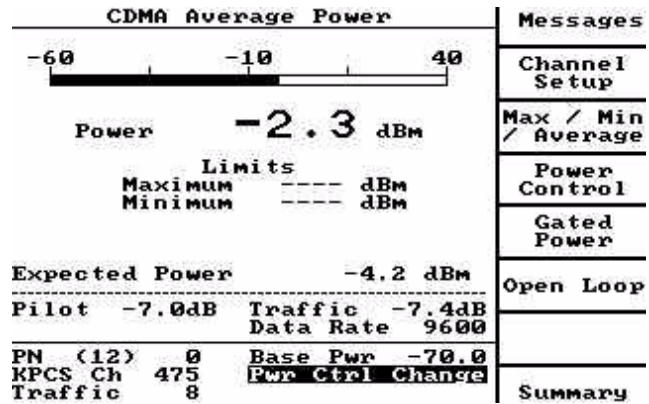 CDMA Average Power
-60 -10 40
Power -2.3 dBm
Limits
Maximum ---- dBm
Minimum ---- dBm
Expected Power -4.2 dBm
Pilot -7.0dB Traffic -7.4dB
Data Rate 9600
PN (12) 0 Base Pwr -70.0
KPCS Ch 475 Pwr Ctrl Change
Traffic 8
Messages
Channel
Setup
Max / Min
/ Average
Power
Control
Gated
Power
Open Loop
Summary